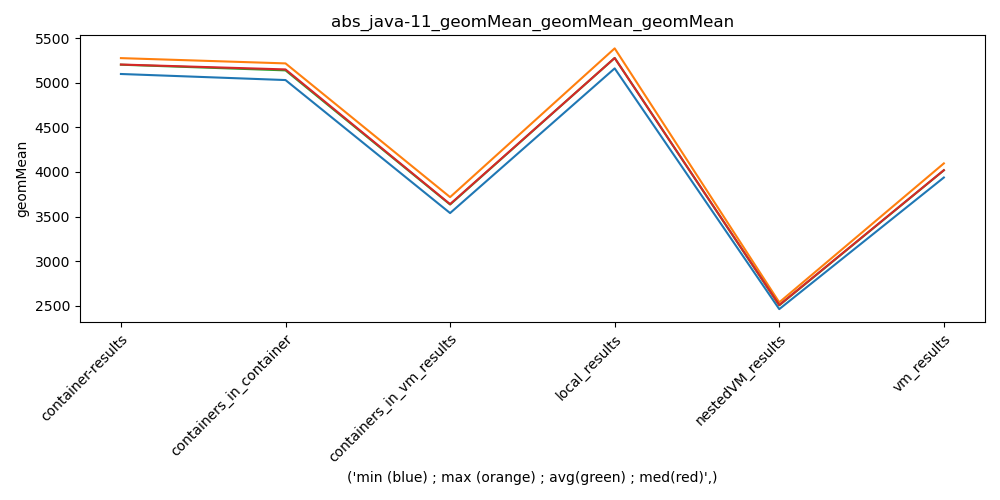 abs_java-11_geomMean_geomMean_geomMean
5500
5000
4500
4000
3500
3000
2500
geomMean
container-results
containers_in_container
containers_in_vm_results
local_results
nestedVM_results
vm_results
('min (blue) ; max (orange) ; avg(green) ; med(red)',)